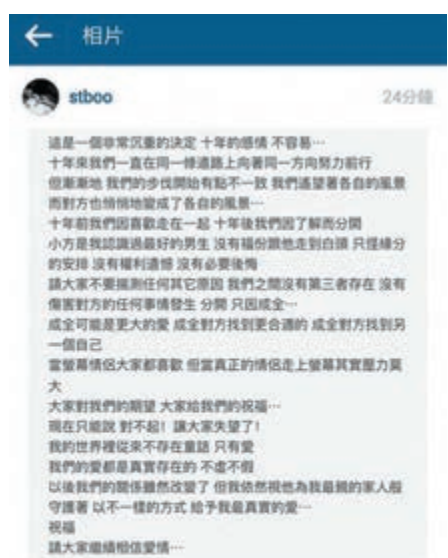 相片
stboo
24分鐘
這是一個非常沉重的決定 十年的感情 不容易⋯
十年來我們一直在同一條道路上向著同一方向努力前行
但漸漸地 我們的步伐開始有點不一致 我們遙望著各自的風景
而對方也悄悄地變成了各自的風景⋯
十年前我們因喜歡走在一起 十年後我們因了解而分開
小方是我認識過最好的男生 沒有福份跟他走到白頭 只怪緣分
的安排 沒有權利遺憾 沒有必要後悔
請大家不要揣測任何其它原因 我們之間沒有第三者存在 沒有
傷害對方的任何事情發生 分開 只因成全⋯
成全可能是更大的愛 成全對方找到更合適的 成全對方找到另
一個自己
當螢幕情侶大家都喜歡 但當真正的情侶走上螢幕其實壓力莫
大
大家對我們的期望 大家給我們的祝福⋯
現在只能說 對不起！讓大家失望了！
我的世界裡從來不存在童話 只有愛
我們的愛都是真實存在的 不虛不假
以後我們的關係雖然改變了 但我依然視他為我最親的家人般
守護著 以不一樣的方式 給予我最真實的愛⋯
祝福
請大家繼續相信愛情⋯